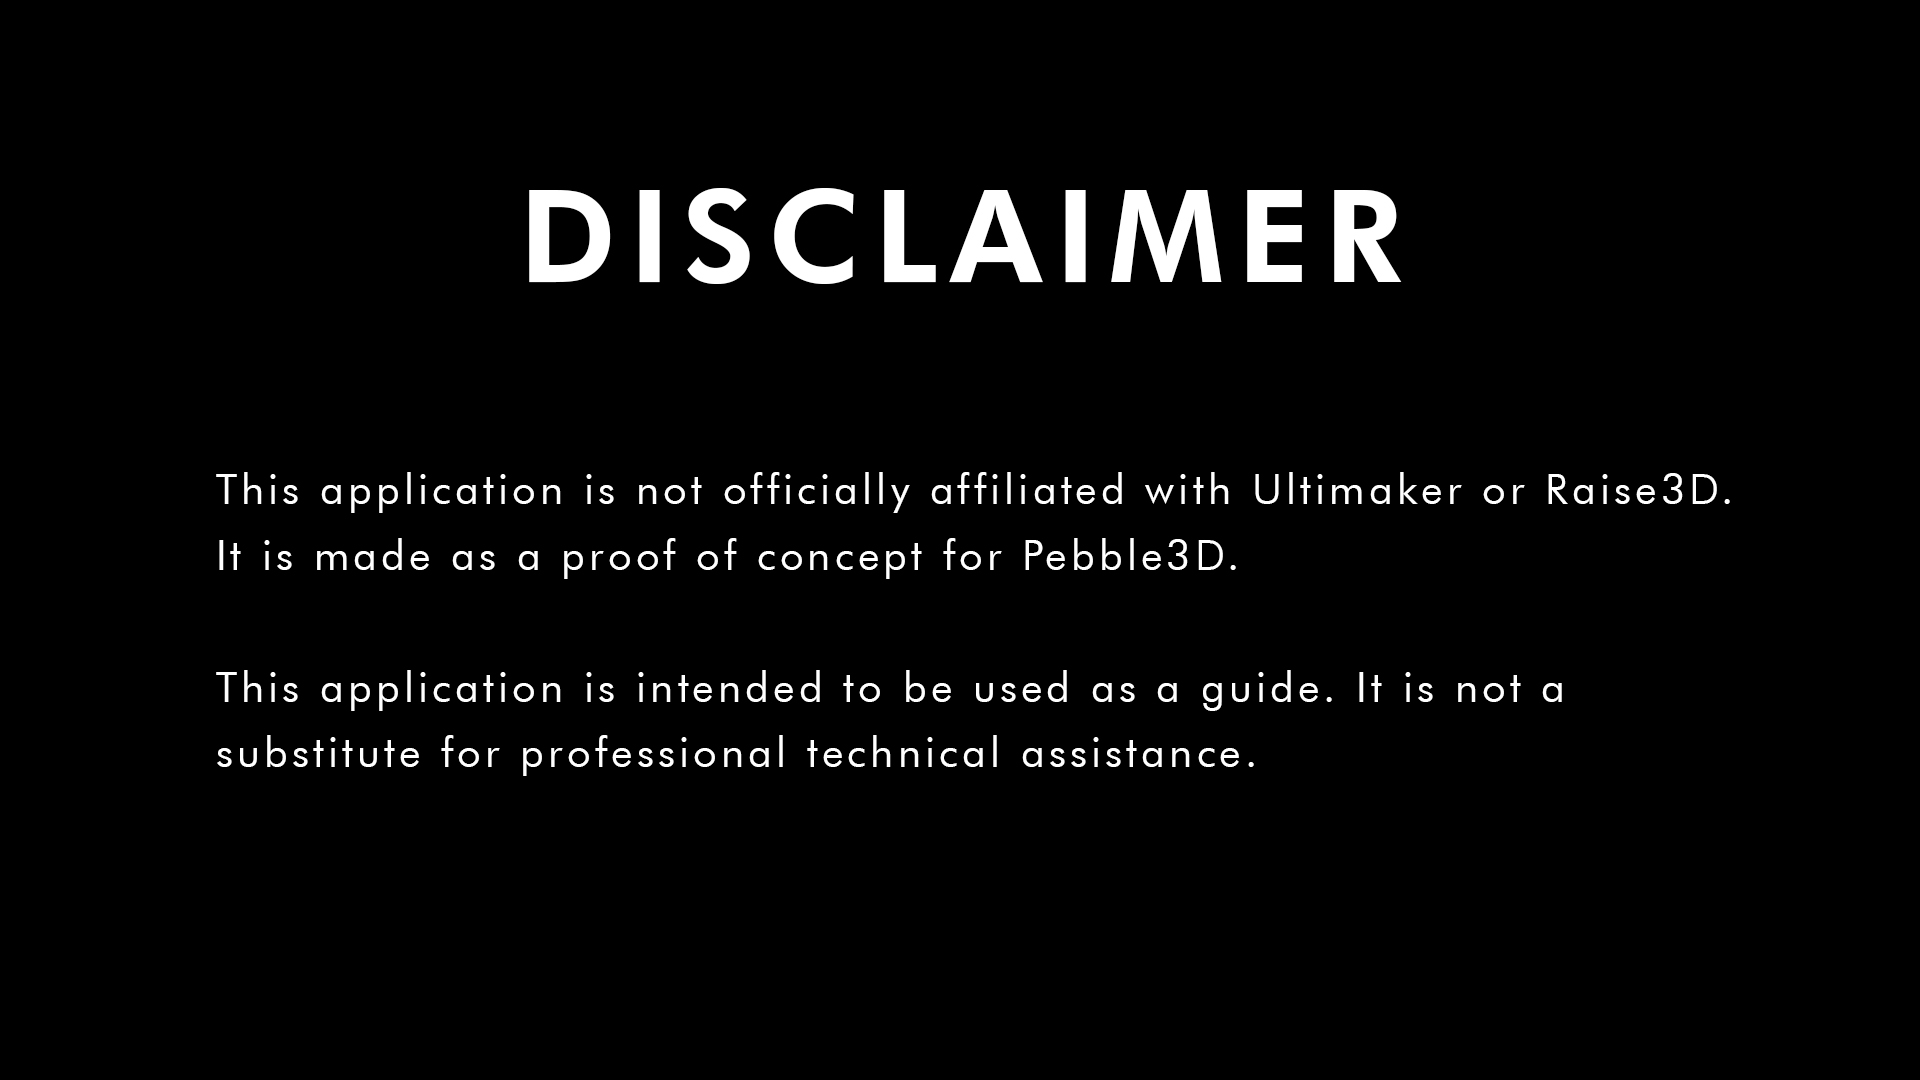 DISCLAIMER
This application is not officially affiliated with Ultimaker or Raise3D.
It is made as a proof of concept for Pebble3D.
This application is intended to be used as a guide. It is not a
substitute for professional technical assistance.